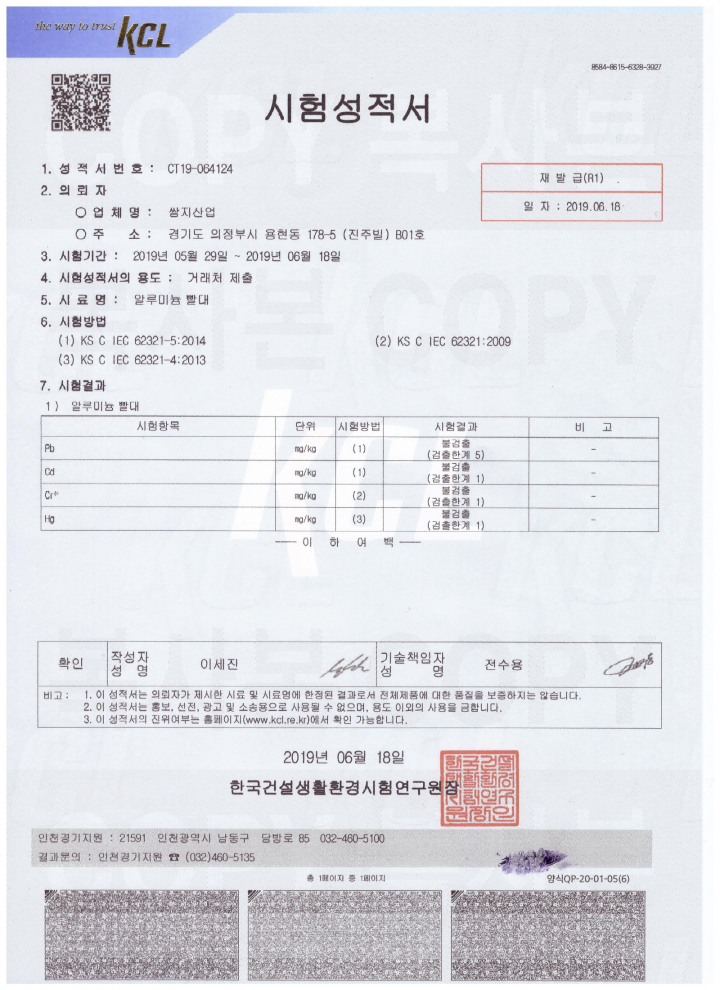 the way to trust KCL
8584-8615-6328-3927
시험성적서
1. 성 적 서 번 호 : CT19-064124
재 발 급(R1) .
2. 의 뢰 자
일 자 : 2019.06.18
○ 업 체 명 : 쌍지산업
○ 주 소 : 경기도 의정부시 용현동 178-5 (진주빌) B01호
3. 시험기간 : 2019년 05월 29일 ~ 2019년 06월 18일
4. 시험성적서의 용도 : 거래처 제출
5. 시 료 명 : 알루미늄 빨대
6. 시험방법
(1) KS C IEC 62321-5:2014 (2) KS C IEC 62321:2009
(3) KS C IEC 62321-4:2013
7. 시험결과
1) 알루미늄 빨대
시험항목 단위 시험방법 시험결과 비 고
Pb mg/kg (1) 불검출 (검출한계 5) -
Cd mg/kg (1) 불검출 (검출한계 1) -
Cr⁶⁺ mg/kg (2) 불검출 (검출한계 1) -
Hg mg/kg (3) 불검출 (검출한계 1) -
이 하 여 백
확인 작성자 성 명 이세진 기술책임자 성 명 전수용
비고 : 1. 이 성적서는 의뢰자가 제시한 시료 및 시료명에 한정된 결과로서 전체제품에 대한 품질을 보증하지는 않습니다.
2. 이 성적서는 홍보, 선전, 광고 및 소송용으로 사용될 수 없으며, 용도 이외의 사용을 금합니다.
3. 이 성적서의 진위여부는 홈페이지(www.kcl.re.kr)에서 확인 가능합니다.
2019년 06월 18일
한국건설생활환경시험연구원장
인천경기지원 : 21591 인천광역시 남동구 당방로 85 032-460-5100
결과문의 : 인천경기지원 ☎ (032)460-5135
총 1페이지 중 1페이지
양식QP-20-01-05(6)